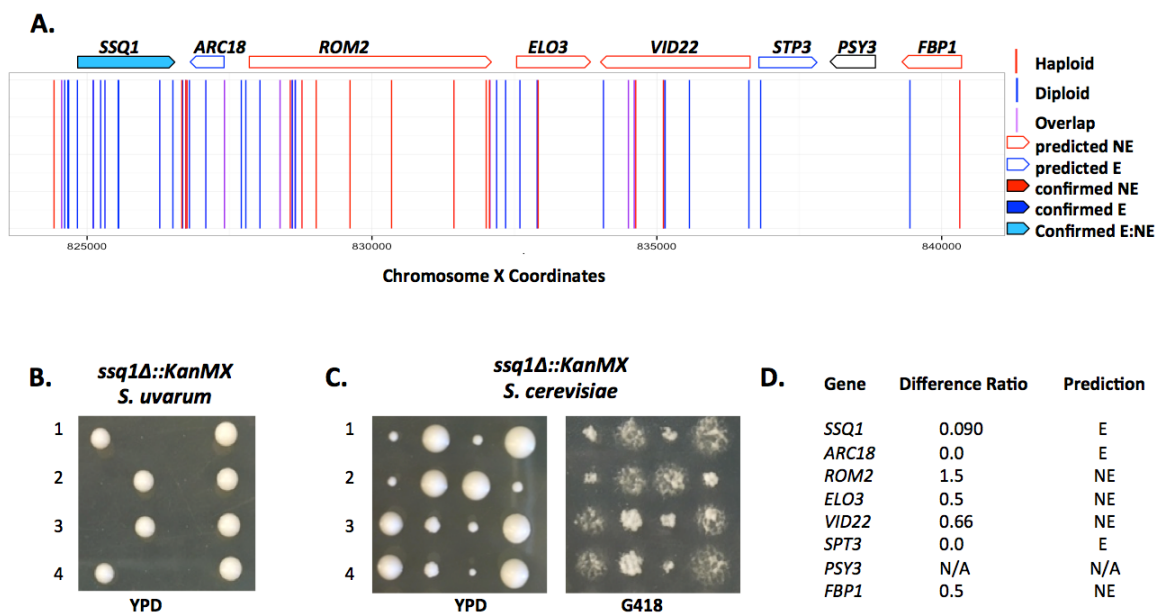 A.
SSQ1 ARC18 ROM2 ELO3 VID22 STP3 PSY3 FBP1
Haploid
Diploid
Overlap
predicted NE
predicted E
confirmed NE
confirmed E
Confirmed E:NE
825000 830000 835000 840000
Chromosome X Coordinates
B.
ssq1Δ::KanMX
S. uvarum
1
2
3
4
YPD
C.
ssq1Δ::KanMX
S. cerevisiae
1
2
3
4
YPD G418
D.
Gene Difference Ratio Prediction
SSQ1 0.090 E
ARC18 0.0 E
ROM2 1.5 NE
ELO3 0.5 NE
VID22 0.66 NE
SPT3 0.0 E
PSY3 N/A N/A
FBP1 0.5 NE